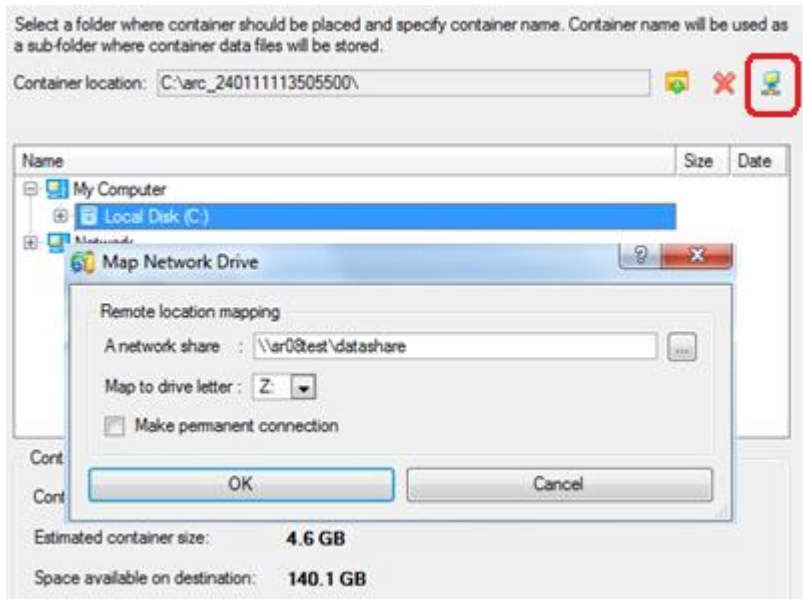 Select a folder where container should be placed and specify container name. Container name will be used as
a sub-folder where container data files will be stored.
Container location: C:\arc_240111113505500\
Name Size Date
My Computer
Local Disk (C:)
Network
Map Network Drive
Remote location mapping
A network share : \\sr08test\datashare
Map to drive letter : Z:
Make permanent connection
Cont
OK Cancel
Cont
Estimated container size: 4.6 GB
Space available on destination: 140.1 GB